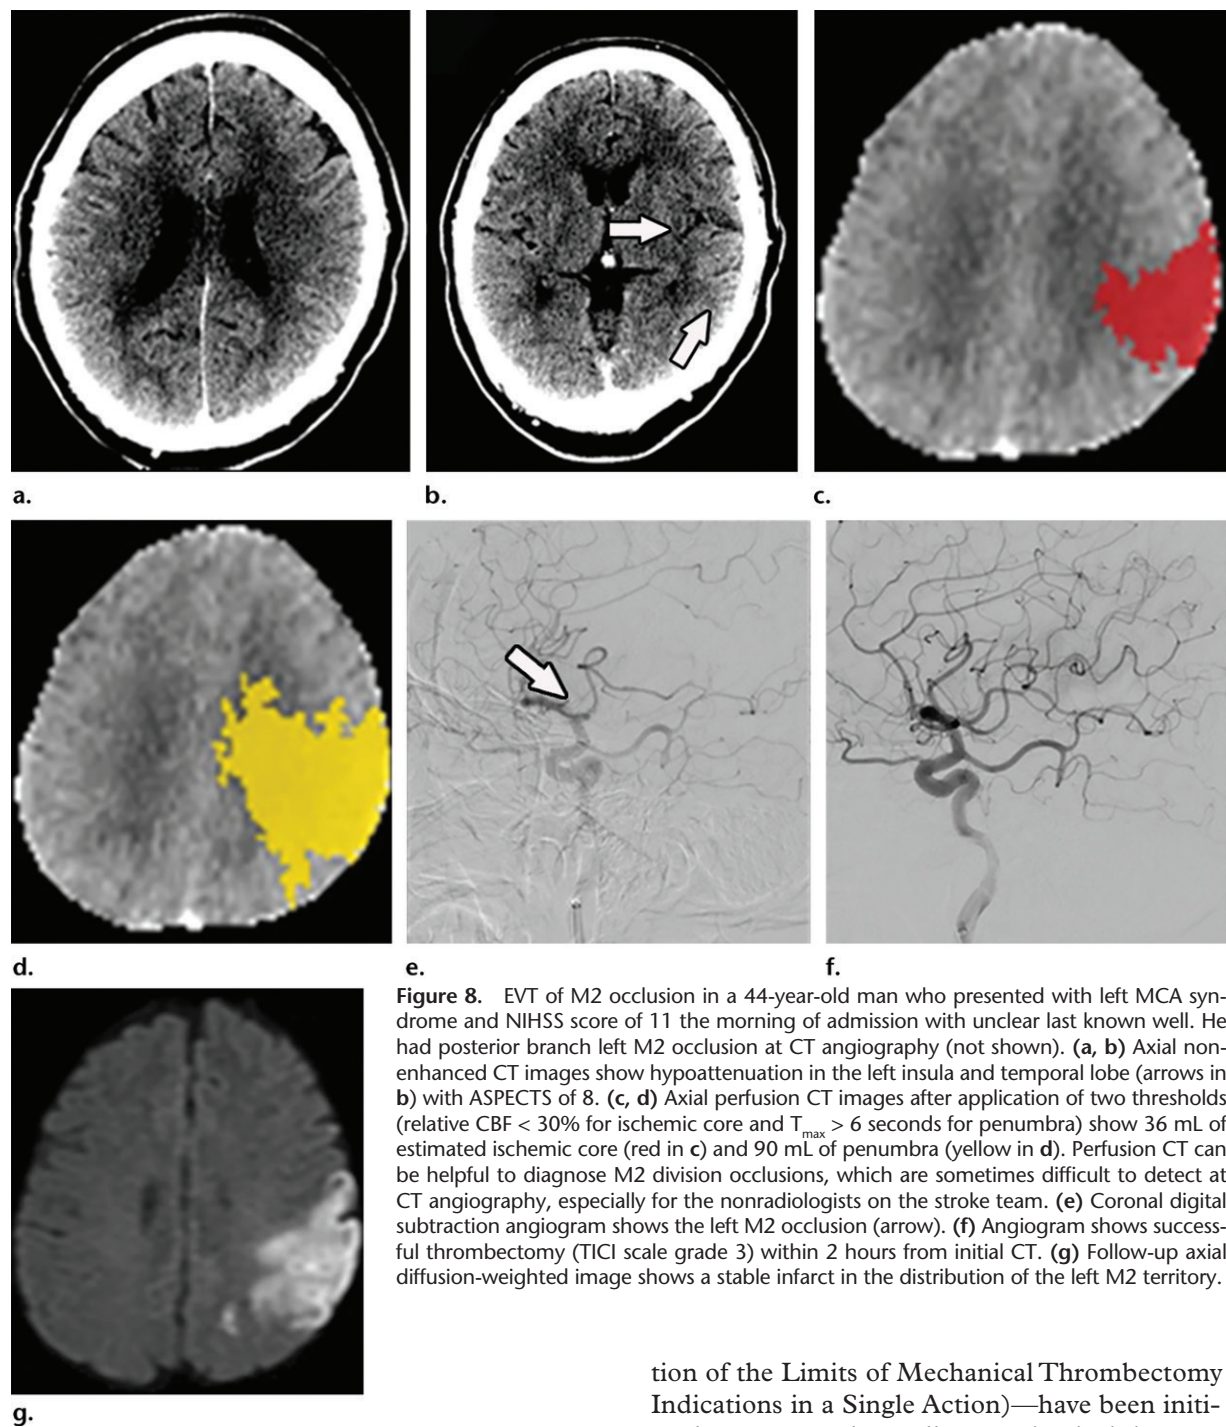 a.
b.
c.
d.
e.
f.
Figure 8. EVT of M2 occlusion in a 44-year-old man who presented with left MCA syn-
drome and NIHSS score of 11 the morning of admission with unclear last known well. He
had posterior branch left M2 occlusion at CT angiography (not shown). (a, b) Axial non-
enhanced CT images show hypoattenuation in the left insula and temporal lobe (arrows in
b) with ASPECTS of 8. (c, d) Axial perfusion CT images after application of two thresholds
(relative CBF < 30% for ischemic core and Tmax > 6 seconds for penumbra) show 36 mL of
estimated ischemic core (red in c) and 90 mL of penumbra (yellow in d). Perfusion CT can
be helpful to diagnose M2 division occlusions, which are sometimes difficult to detect at
CT angiography, especially for the nonradiologists on the stroke team. (e) Coronal digital
subtraction angiogram shows the left M2 occlusion (arrow). (f) Angiogram shows success-
ful thrombectomy (TICI scale grade 3) within 2 hours from initial CT. (g) Follow-up axial
diffusion-weighted image shows a stable infarct in the distribution of the left M2 territory.
g.
tion of the Limits of Mechanical Thrombectomy
Indications in a Single Action)—have been initi-